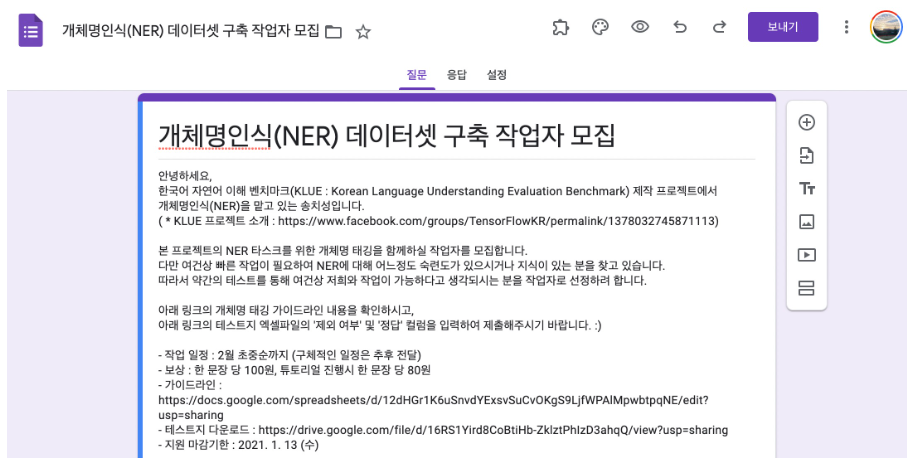 개체명인식(NER) 데이터셋 구축 작업자 모집
보내기
질문 응답 설정
개체명인식(NER) 데이터셋 구축 작업자 모집
안녕하세요,
한국어 자연어 이해 벤치마크(KLUE : Korean Language Understanding Evaluation Benchmark) 제작 프로젝트에서
개체명인식(NER)을 맡고 있는 송치성입니다.
( * KLUE 프로젝트 소개 : https://www.facebook.com/groups/TensorFlowKR/permalink/1378032745871113)
본 프로젝트의 NER 타스크를 위한 개체명 태깅을 함께하실 작업자를 모집합니다.
다만 여건상 빠른 작업이 필요하여 NER에 대해 어느정도 숙련도가 있으시거나 지식이 있는 분을 찾고 있습니다.
따라서 약간의 테스트를 통해 여건상 저희와 작업이 가능하다고 생각되시는 분을 작업자로 선정하려 합니다.
아래 링크의 개체명 태깅 가이드라인 내용을 확인하시고,
아래 링크의 테스트지 엑셀파일의 '제외 여부' 및 '정답' 컬럼을 입력하여 제출해주시기 바랍니다. :)
- 작업 일정 : 2월 초중순까지 (구체적인 일정은 추후 전달)
- 보상 : 한 문장 당 100원, 튜토리얼 진행시 한 문장 당 80원
- 가이드라인 :
https://docs.google.com/spreadsheets/d/12dHGr1K6uSnvdYExsvSuCvOKgS9LjfWPAlMpwbtpqNE/edit?
usp=sharing
- 테스트지 다운로드 : https://drive.google.com/file/d/16RS1Yird8CoBtiHb-ZklztPhIzD3ahqQ/view?usp=sharing
- 지원 마감기한 : 2021. 1. 13 (수)